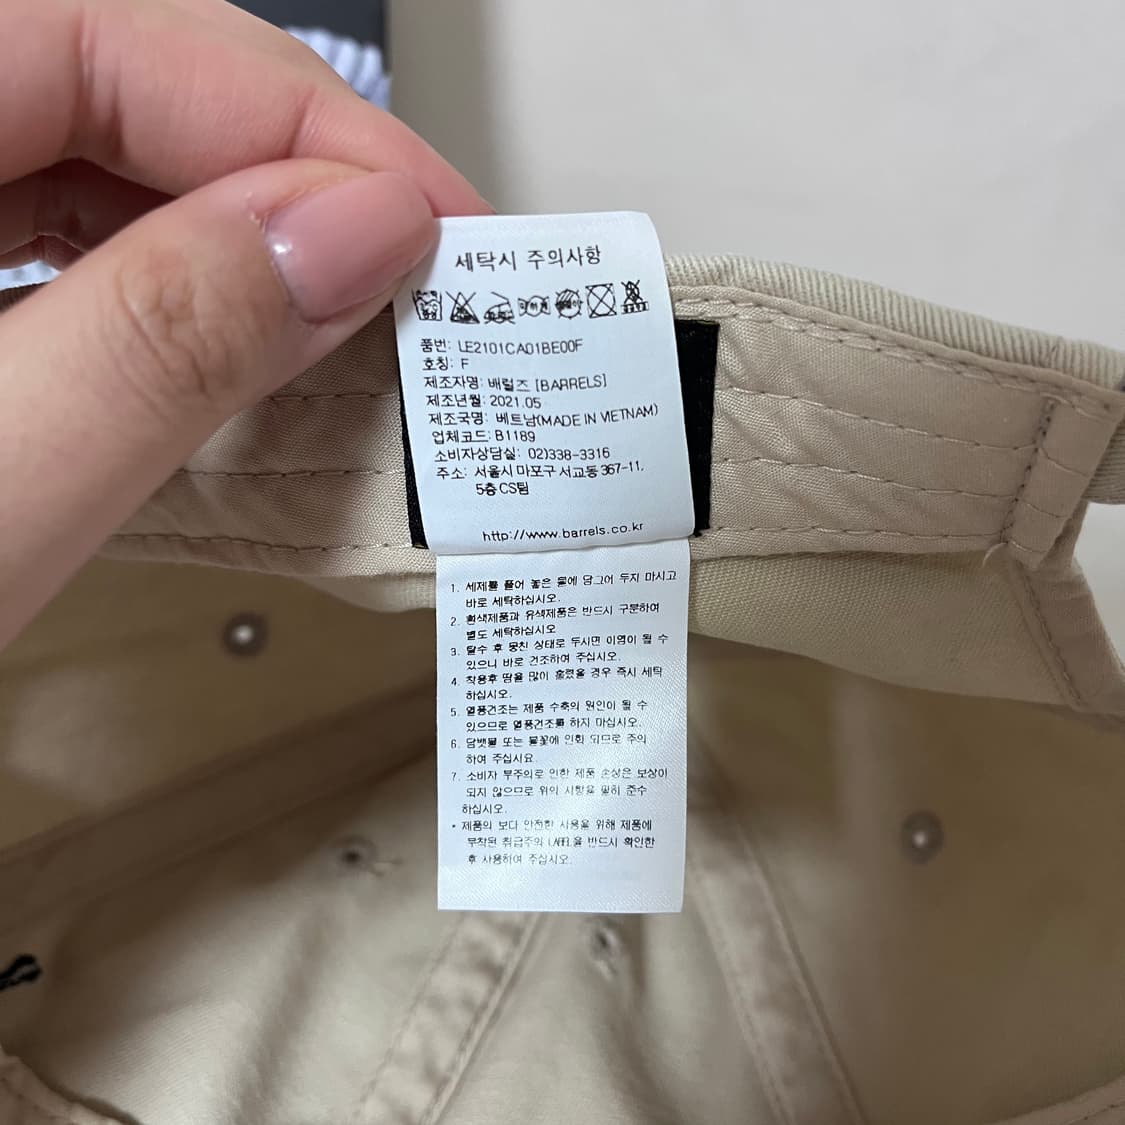 세탁시 주의사항
품번: LE2101CA01BE00F
호칭: F
제조자명: 배럴즈 [BARRELS]
제조년월: 2021.05
제조국명: 베트남(MADE IN VIETNAM)
업체코드: B1189
소비자상담실: 02)338-3316
주소: 서울시 마포구 서교동 367-11,
5층 CS팀
http://www.barrels.co.kr
1. 세제를 풀어 놓은 물에 담그어 두지 마시고
바로 세탁하십시오.
2. 흰색제품과 유색제품은 반드시 구분하여
별도 세탁하십시오
3. 탈수 후 뭉친 상태로 두시면 이염이 될 수
있으니 바로 건조하여 주십시오.
4. 착용후 땀을 많이 흘렸을 경우 즉시 세탁
하십시오.
5. 열풍건조는 제품 수축의 원인이 될 수
있으므로 열풍건조를 하지 마십시오.
6. 담뱃불 또는 불꽃에 인화 되므로 주의
하여 주십시요.
7. 소비자 부주의로 인한 제품 손상은 보상이
되지 않으므로 위의 사항을 필히 준수
하십시오.
* 제품의 보다 안전한 사용을 위해 제품에
부착된 취급주의 LABEL을 반드시 확인한
후 사용하여 주십시오.